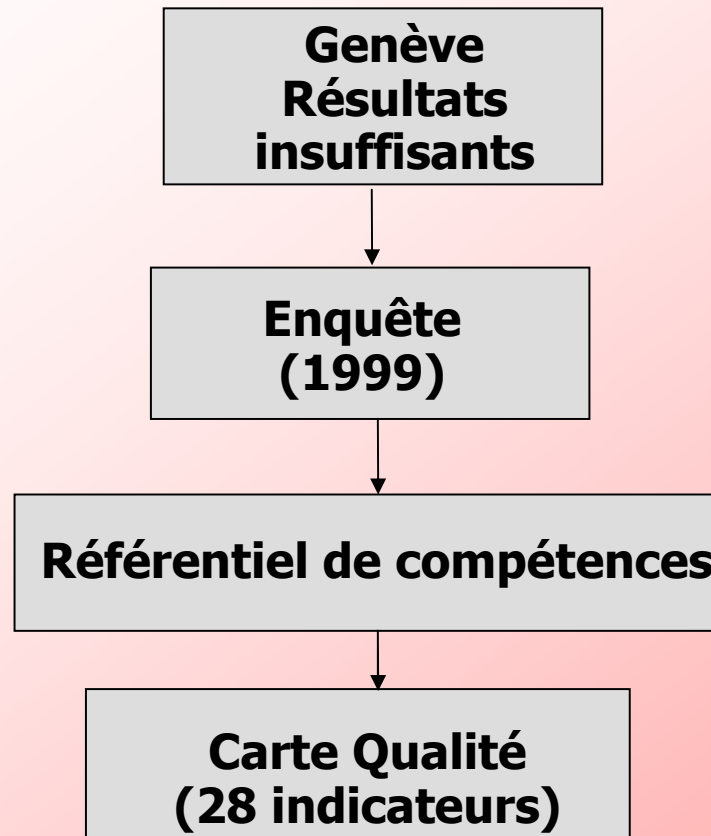 Genève
Résultats
insuffisants
Enquête
(1999)
Référentiel de compétences
Carte Qualité
(28 indicateurs)